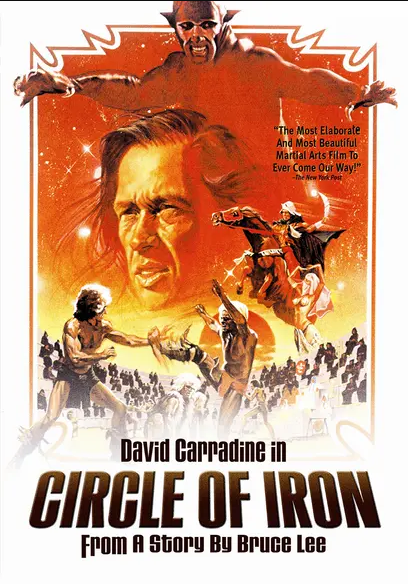 "The Most Elaborate
And Most Beautiful
Martial Arts Film To
Ever Come Our Way!"
–The New York Post
David Carradine in
CIRCLE OF IRON
From A Story By Bruce Lee